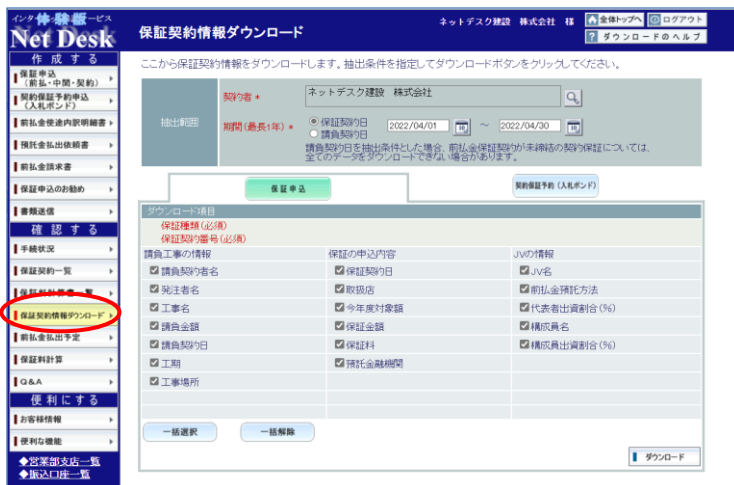 インタ体験版ービス
Net Desk
保証契約情報ダウンロード
ネットデスク建設 株式会社 様
全体トップへ
ログアウト
ダウンロードのヘルプ
作成する
保証申込
(前払・中間・契約)
契約保証予約申込
(入札ボンド)
前払金使途内訳明細書
預託金払出依頼書
前払金請求書
保証申込のお勧め
書類送信
確認する
手続状況
保証契約一覧
保証料計算書一覧
保証契約情報ダウンロード
前払金払出予定
保証料計算
Q&A
便利にする
お客様情報
便利な機能
◆営業部支店一覧
◆振込口座一覧
ここから保証契約情報をダウンロードします。抽出条件を指定してダウンロードボタンをクリックしてください。
抽出範囲
契約者 *
ネットデスク建設 株式会社
期間(最長1年) *
保証契約日
請負契約日
2022/04/01 ~ 2022/04/30
請負契約日を抽出条件とした場合、前払金保証契約が未締結の契約保証については、
全てのデータをダウンロードできない場合があります。
保証申込
契約保証予約(入札ボンド)
ダウンロード項目
保証種類(必須)
保証契約番号(必須)
請負工事の情報 保証の申込内容 JVの情報
請負契約者名 保証契約日 JV名
発注者名 取扱店 前払金預託方法
工事名 今年度対象額 代表者出資割合(%)
請負金額 保証金額 構成員名
請負契約日 保証料 構成員出資割合(%)
工期 預託金融機関
工事場所
一括選択 一括解除
ダウンロード